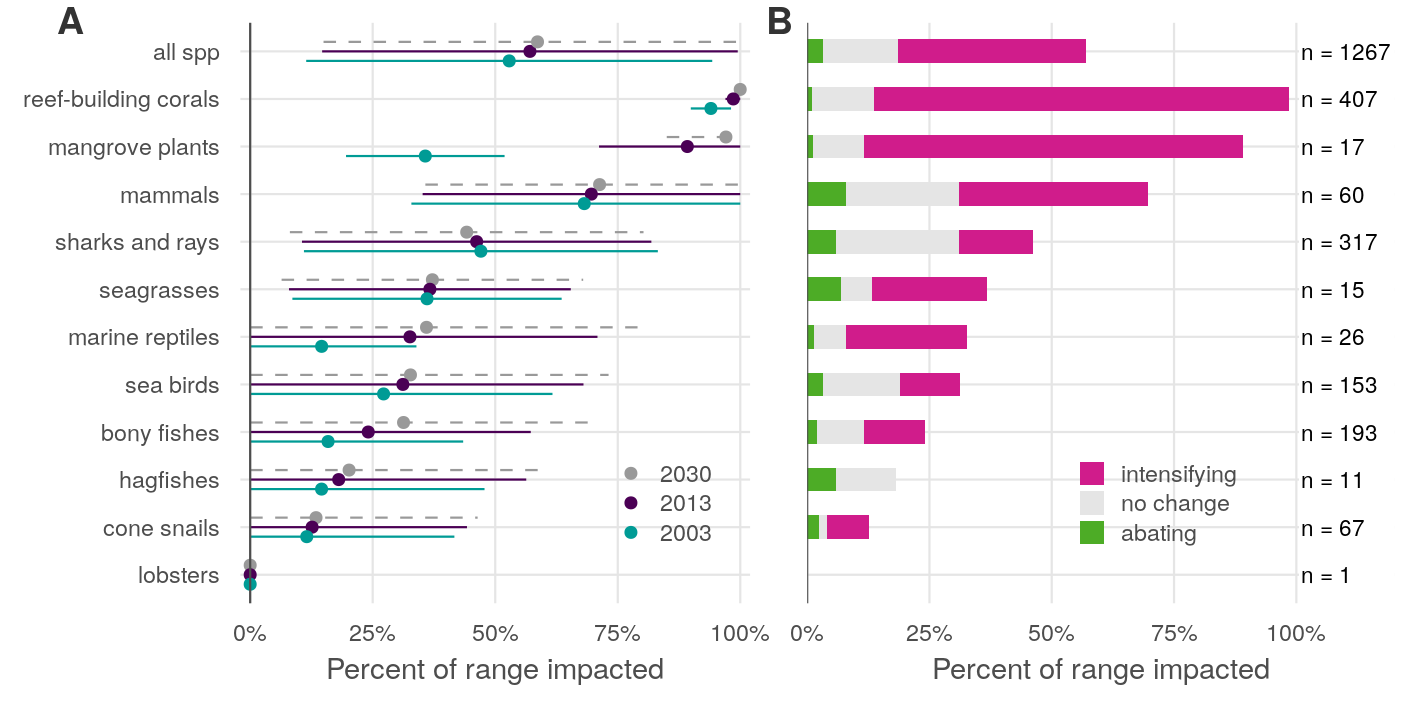 A
B
all spp
n = 1267
reef-building corals
n = 407
mangrove plants
n = 17
mammals
n = 60
sharks and rays
n = 317
seagrasses
n = 15
marine reptiles
n = 26
sea birds
n = 153
bony fishes
n = 193
hagfishes
n = 11
cone snails
n = 67
lobsters
n = 1
2030
2013
2003
intensifying
no change
abating
0% 25% 50% 75% 100%
0% 25% 50% 75% 100%
Percent of range impacted
Percent of range impacted